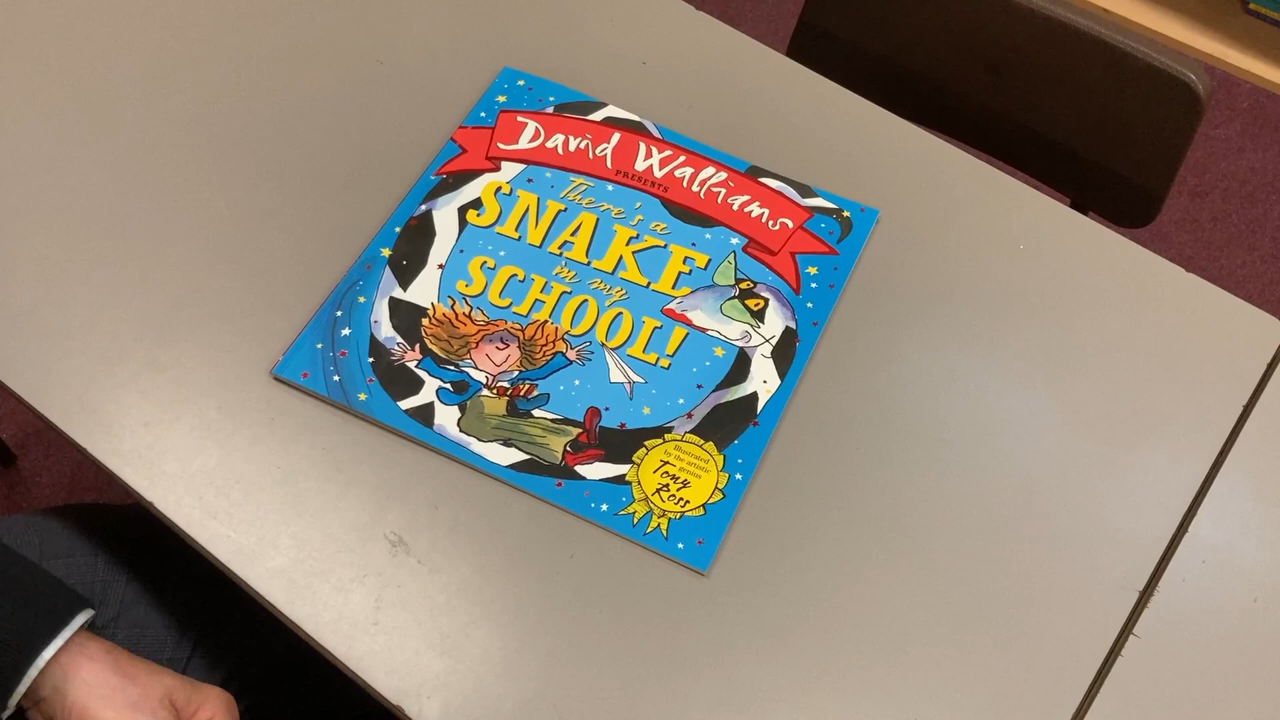 David Walliams
PRESENTS
There's a
SNAKE
in my
SCHOOL!
Illustrated
by the artistic
genius
Tony
Ross